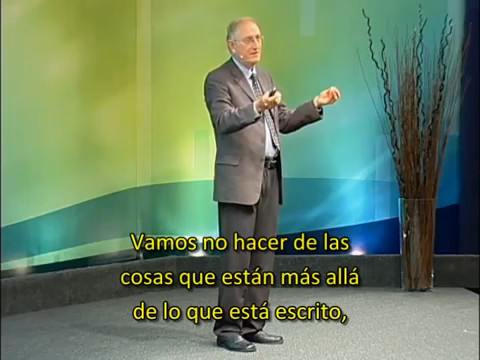 Vamos no hacer de las
cosas que están más allá
de lo que está escrito,